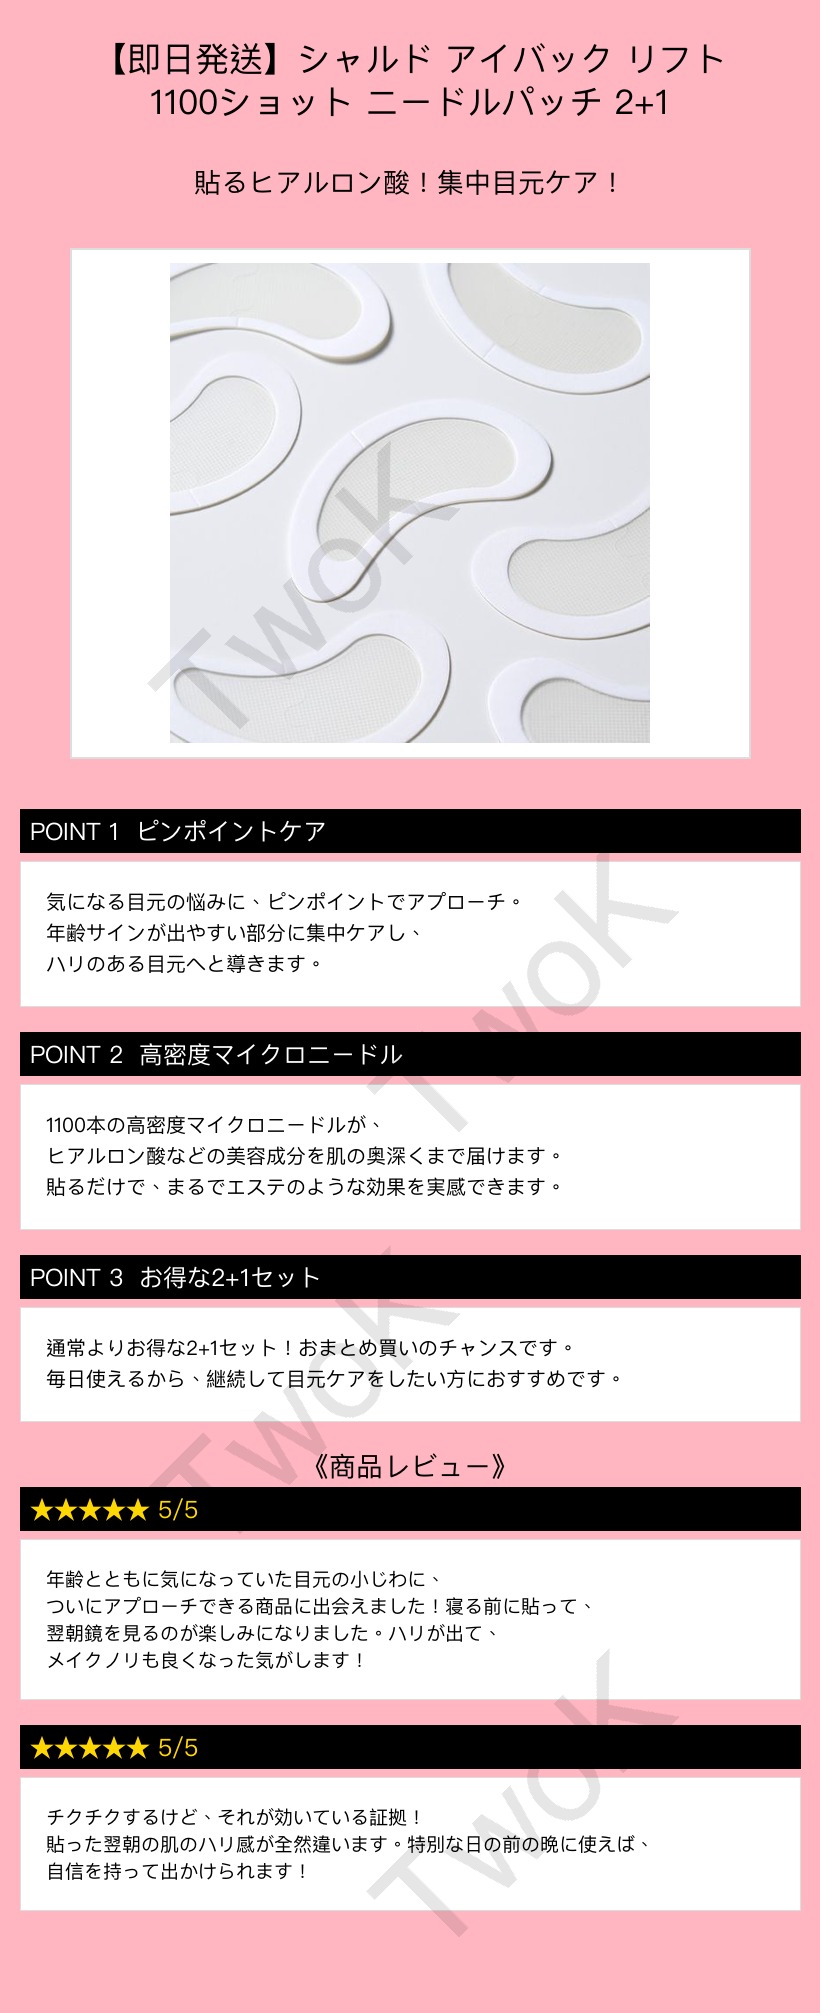 【即日発送】シャルド アイバック リフト
1100ショット ニードルパッチ 2+1
貼るヒアルロン酸！集中目元ケア！
TwoK
POINT 1 ピンポイントケア
気になる目元の悩みに、ピンポイントでアプローチ。
年齢サインが出やすい部分に集中ケアし、
ハリのある目元へと導きます。
TwoK
POINT 2 高密度マイクロニードル
1100本の高密度マイクロニードルが、
ヒアルロン酸などの美容成分を肌の奥深くまで届けます。
貼るだけで、まるでエステのような効果を実感できます。
POINT 3 お得な2+1セット
通常よりお得な2+1セット！おまとめ買いのチャンスです。
毎日使えるから、継続して目元ケアをしたい方におすすめです。
TwoK
《商品レビュー》
★★★★★ 5/5
年齢とともに気になっていた目元の小じわに、
ついにアプローチできる商品に出会えました！寝る前に貼って、
翌朝鏡を見るのが楽しみになりました。ハリが出て、
メイクノリも良くなった気がします！
★★★★★ 5/5
チクチクするけど、それが効いている証拠！
貼った翌朝の肌のハリ感が全然違います。特別な日の前の晩に使えば、
自信を持って出かけられます！
TwoK